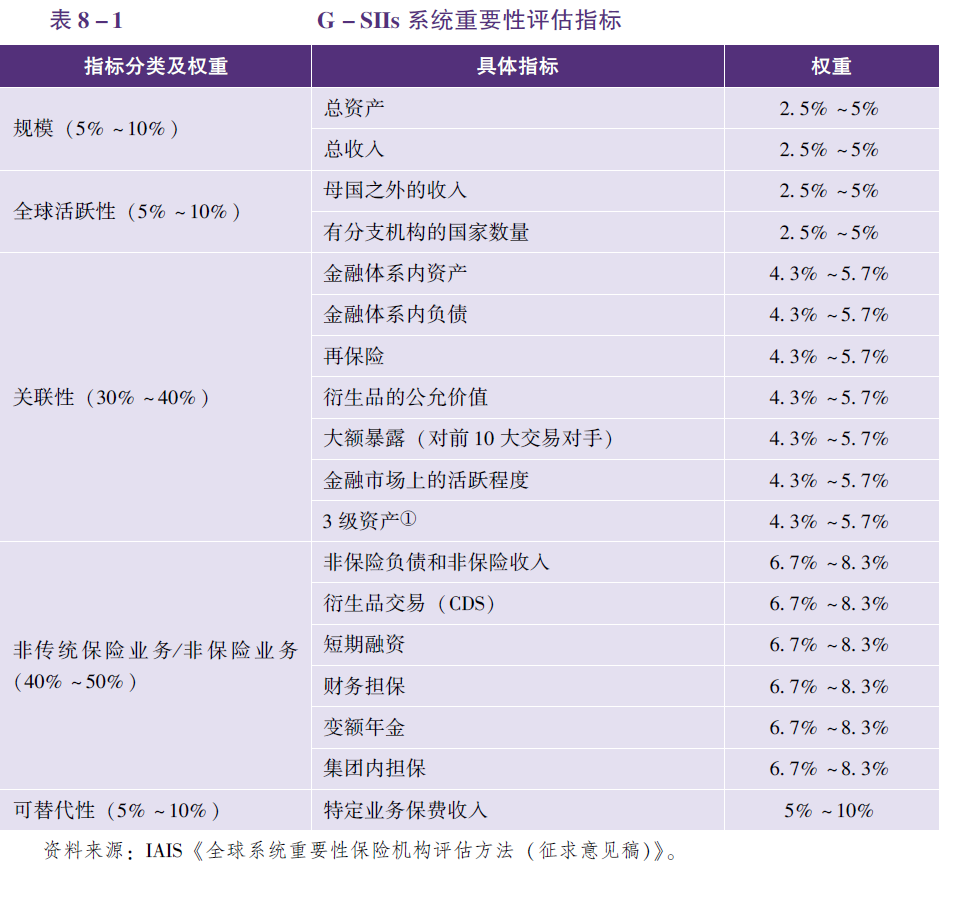 表 8-1 G-SIIs 系统重要性评估指标
指标分类及权重 具体指标 权重
规模(5% ~10%)
总资产 2.5% ~5%
总收入 2.5% ~5%
全球活跃性(5% ~10%)
母国之外的收入 2.5% ~5%
有分支机构的国家数量 2.5% ~5%
关联性(30% ~40%)
金融体系内资产 4.3% ~5.7%
金融体系内负债 4.3% ~5.7%
再保险 4.3% ~5.7%
衍生品的公允价值 4.3% ~5.7%
大额暴露(对前 10 大交易对手) 4.3% ~5.7%
金融市场上的活跃程度 4.3% ~5.7%
3 级资产① 4.3% ~5.7%
非传统保险业务/非保险业务
(40% ~50%)
非保险负债和非保险收入 6.7% ~8.3%
衍生品交易(CDS) 6.7% ~8.3%
短期融资 6.7% ~8.3%
财务担保 6.7% ~8.3%
变额年金 6.7% ~8.3%
集团内担保 6.7% ~8.3%
可替代性(5% ~10%) 特定业务保费收入 5% ~10%
资料来源:IAIS《全球系统重要性保险机构评估方法(征求意见稿)》。